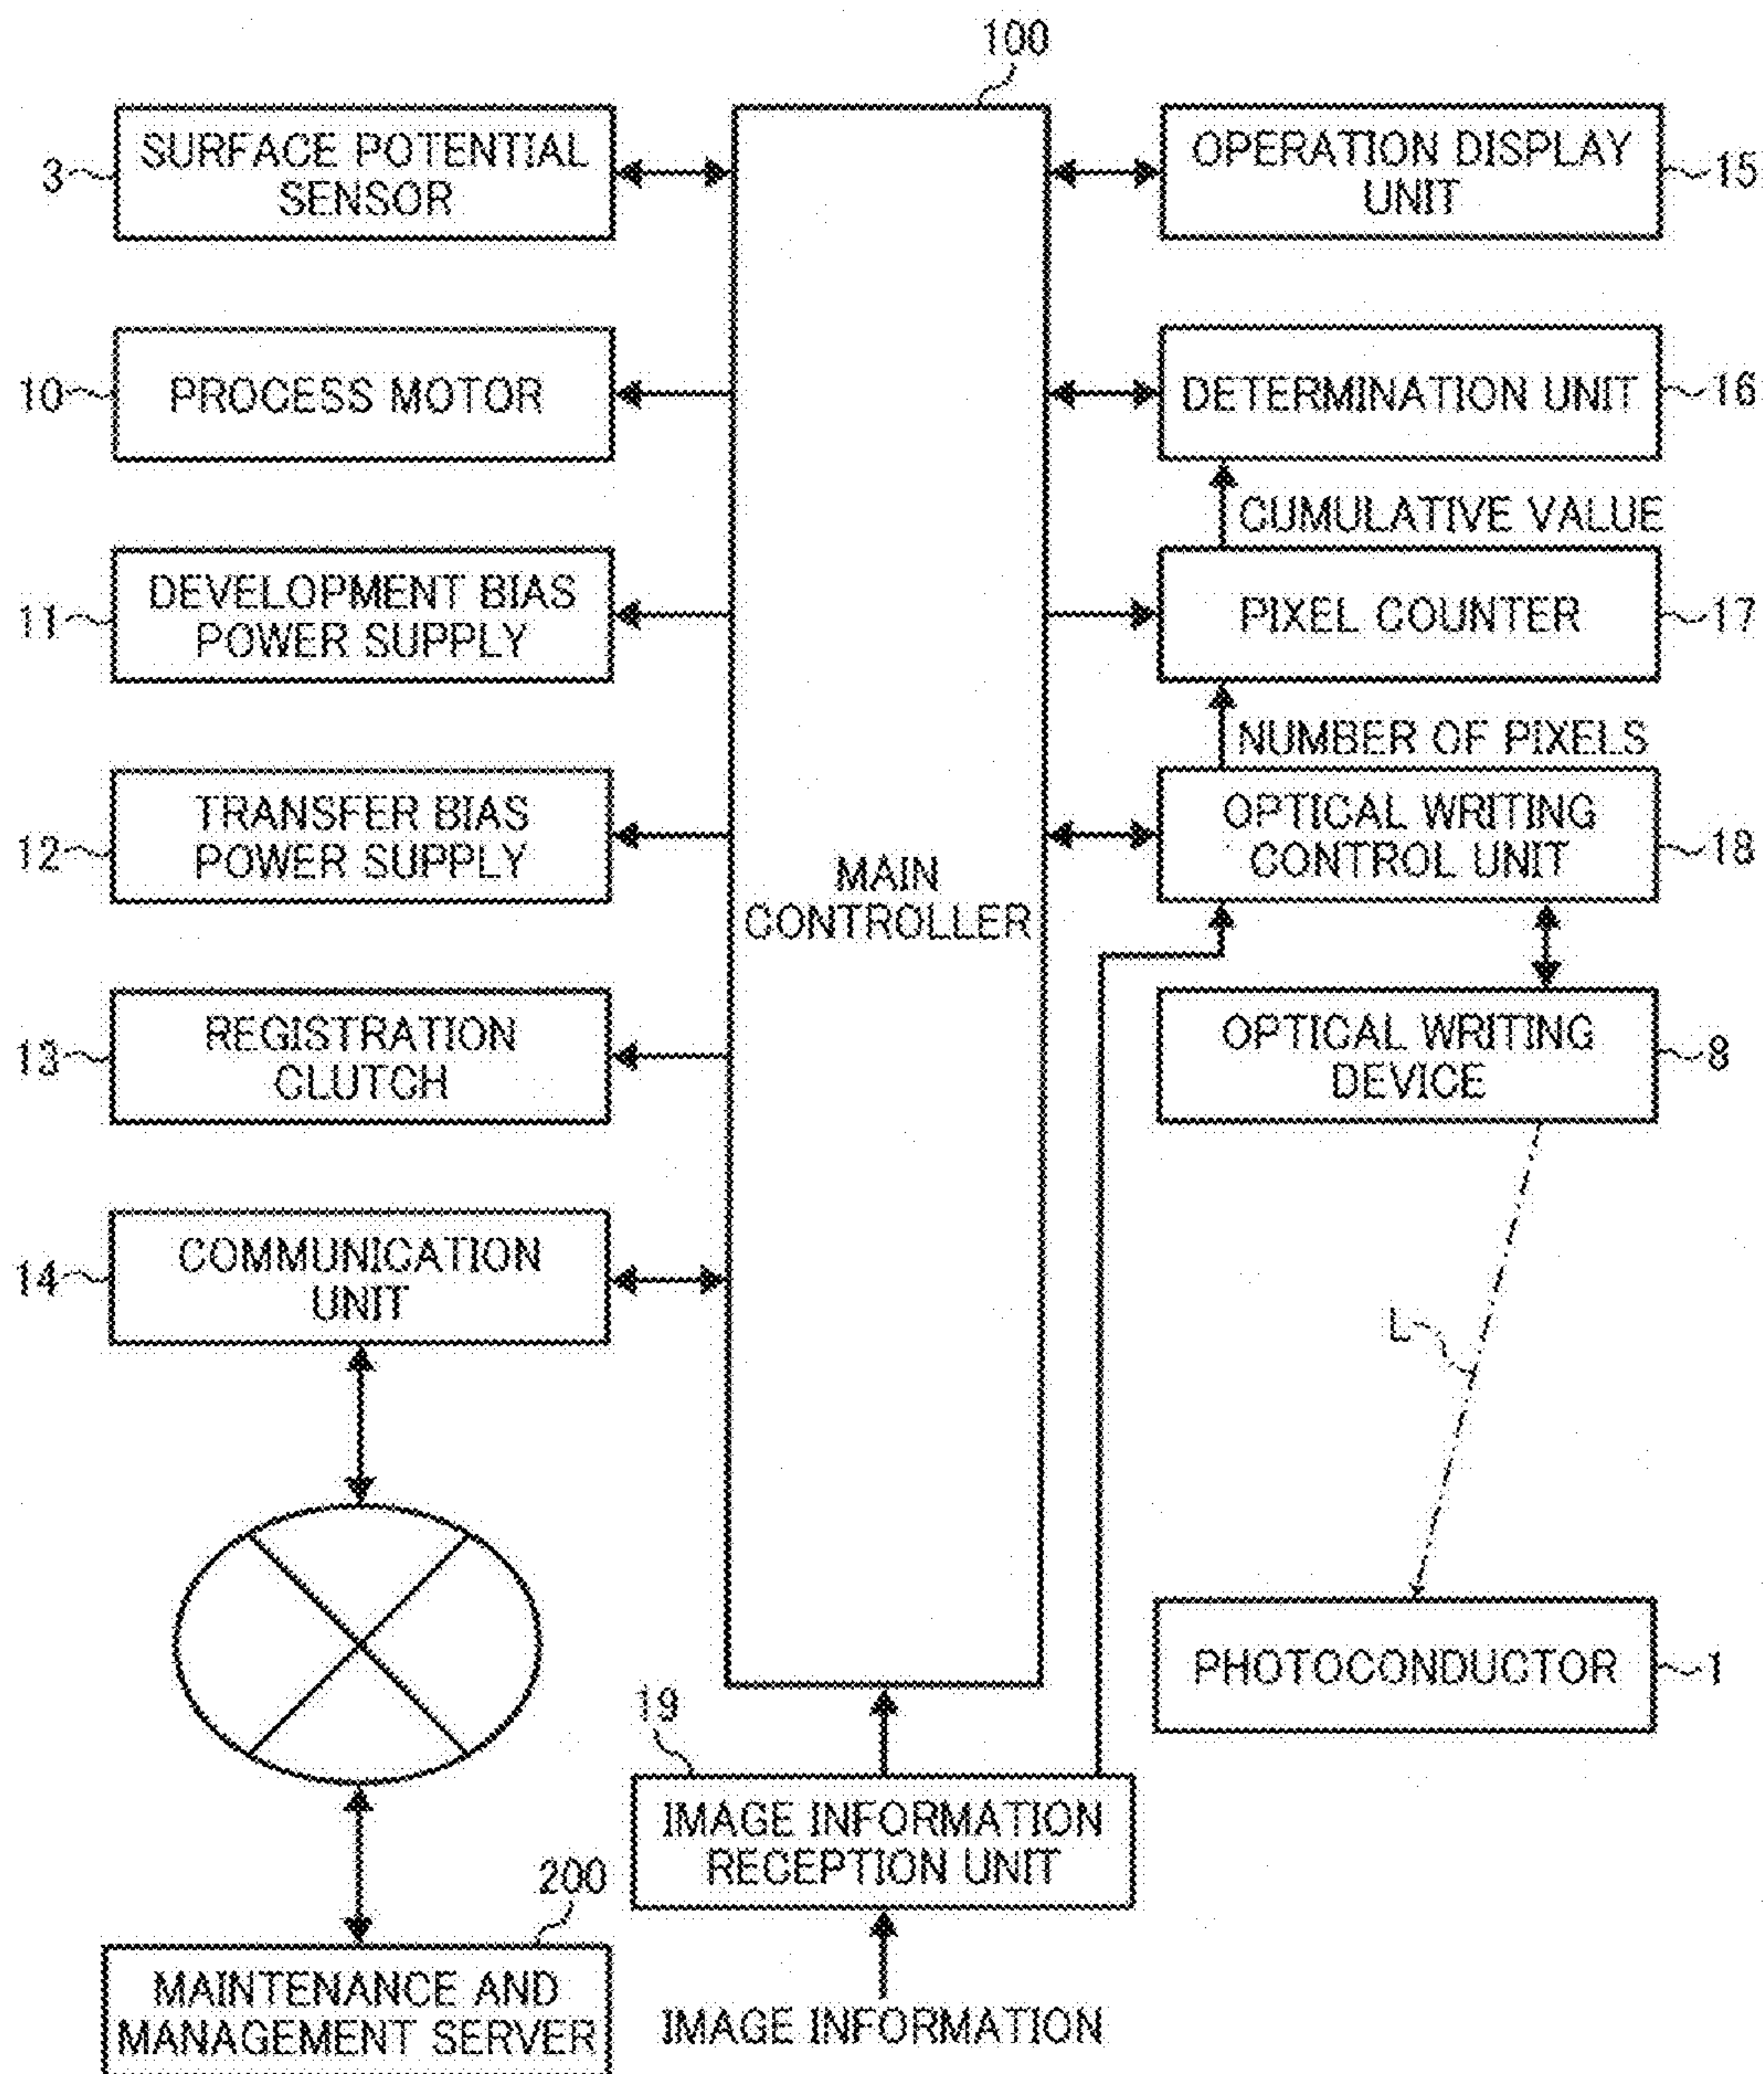 100
3
SURFACE POTENTIAL
SENSOR
OPERATION DISPLAY
UNIT
15
10
PROCESS MOTOR
DETERMINATION UNIT
16
CUMULATIVE VALUE
11
DEVELOPMENT BIAS
POWER SUPPLY
PIXEL COUNTER
17
NUMBER OF PIXELS
12
TRANSFER BIAS
POWER SUPPLY
MAIN
CONTROLLER
OPTICAL WRITING
CONTROL UNIT
18
13
REGISTRATION
CLUTCH
OPTICAL WRITING
DEVICE
8
14
COMMUNICATION
UNIT
L
PHOTOCONDUCTOR
1
19
IMAGE INFORMATION
RECEPTION UNIT
200
MAINTENANCE AND
MANAGEMENT SERVER
IMAGE INFORMATION